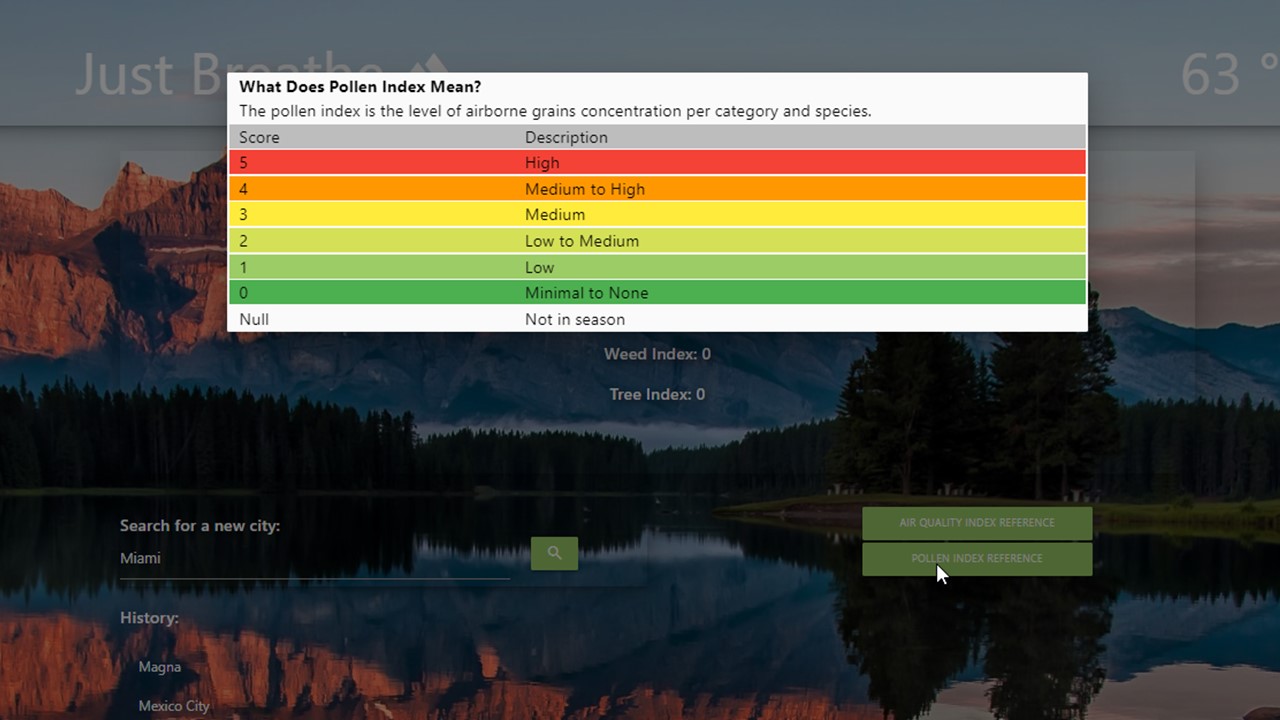 Just Breathe
63 °
What Does Pollen Index Mean?
The pollen index is the level of airborne grains concentration per category and species.
Score Description
5 High
4 Medium to High
3 Medium
2 Low to Medium
1 Low
0 Minimal to None
Null Not in season
Weed Index: 0
Tree Index: 0
Search for a new city:
Miami
AIR QUALITY INDEX REFERENCE
POLLEN INDEX REFERENCE
History:
Magna
Mexico City